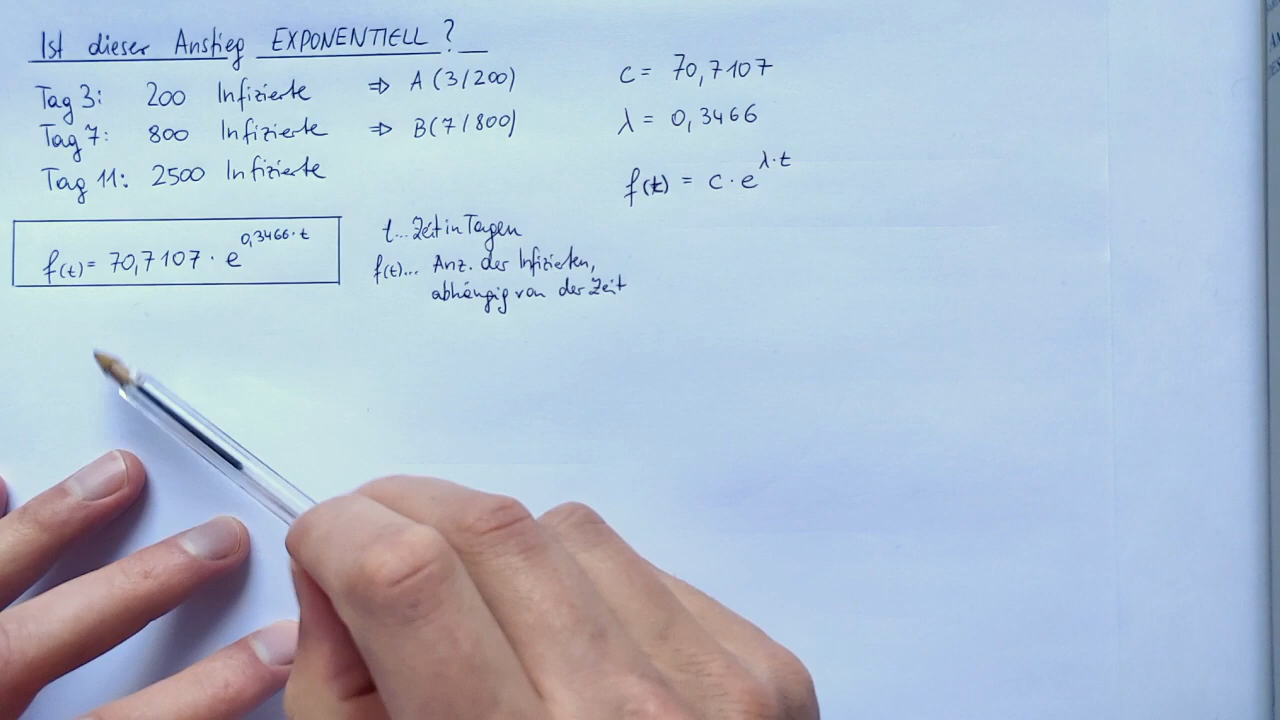 Ist dieser Anstieg EXPONENTIELL?
Tag 3: 200 Infizierte ⇒ A (3/200)
Tag 7: 800 Infizierte ⇒ B(7/800)
Tag 11: 2500 Infizierte
c = 70,7107
λ = 0,3466
f(t) = c · e^λ·t
f(t) = 70,7107 · e^0,3466·t
t... Zeit in Tagen
f(t)... Anz. der Infizierten,
abhängig von der Zeit